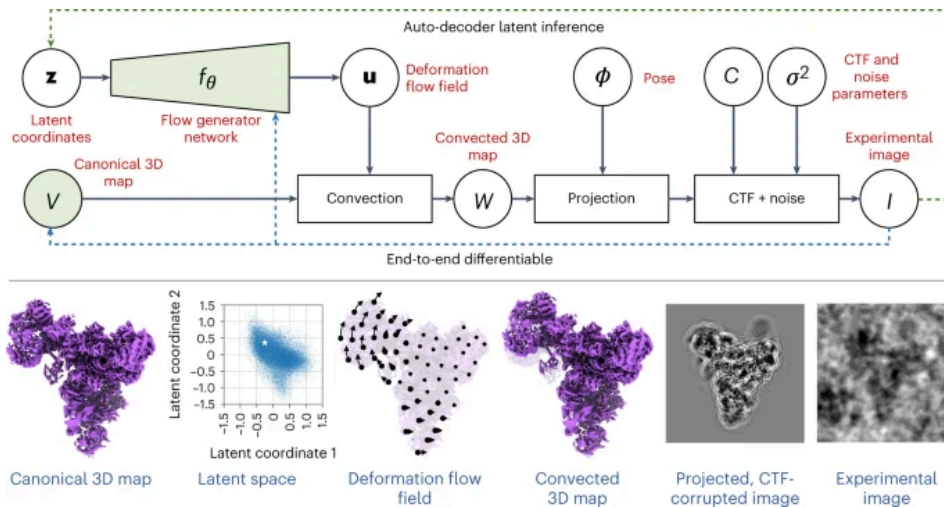 Auto-decoder latent inference
z
fθ
u
ϕ
C
σ²
Latent
coordinates
Flow generator
network
Deformation
flow field
Pose
CTF and
noise
parameters
Canonical 3D
map
Convected 3D
map
Experimental
image
V
Convection
W
Projection
CTF + noise
I
End-to-end differentiable
Latent coordinate 2
1.5
1.0
0.5
0
–0.5
–1.0
–1.5
–1.5
–1.0
–0.5
0
0.5
1.0
1.5
Latent coordinate 1
Canonical 3D map
Latent space
Deformation flow
field
Convected
3D map
Projected, CTF-
corrupted image
Experimental
image